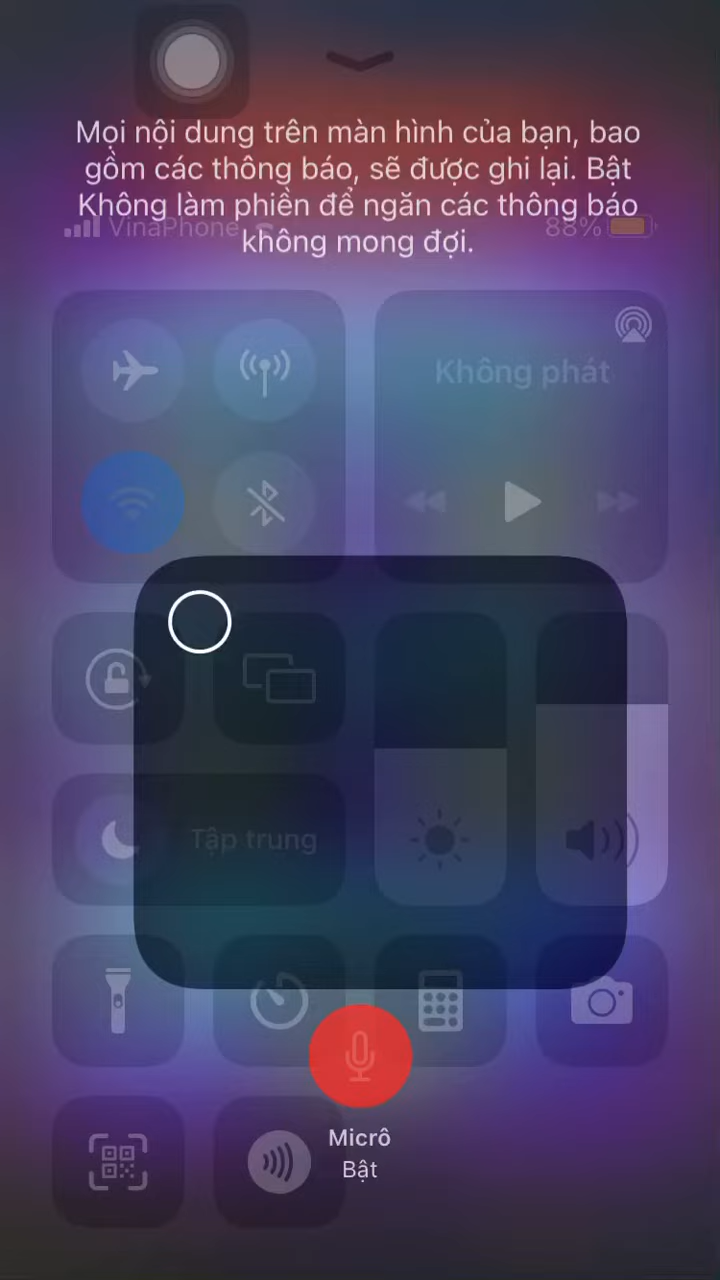 Mọi nội dung trên màn hình của bạn, bao
gồm các thông báo, sẽ được ghi lại. Bật
Không làm phiền để ngăn các thông báo
VinaPhone 88%
không mong đợi.
Không phát
Tập trung
Micrô
Bật